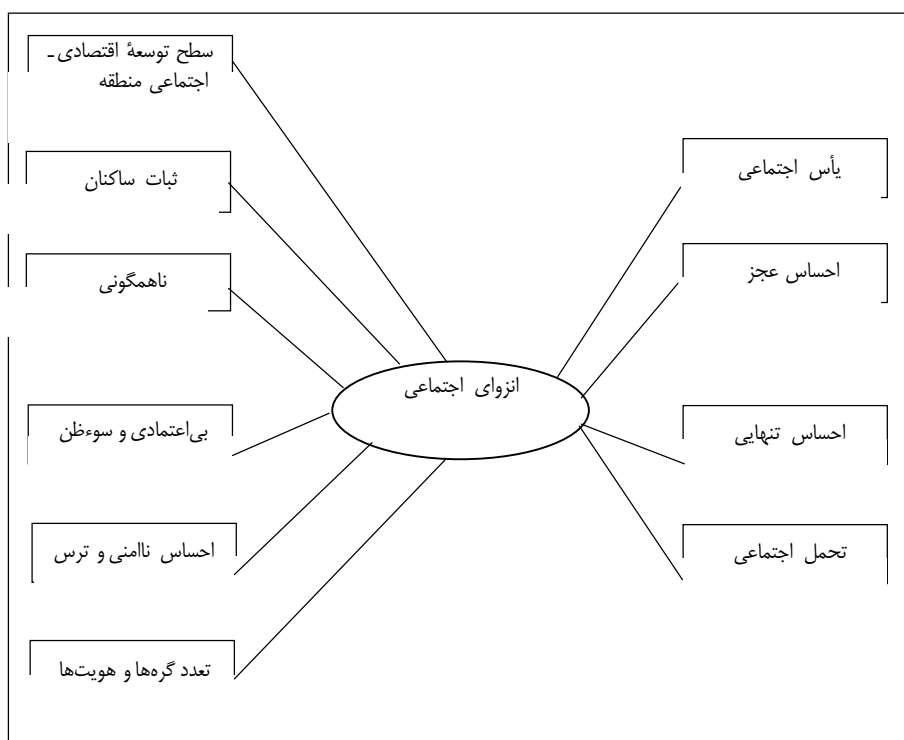 سطح توسعۀ اقتصادی ـ
اجتماعی منطقه
ثبات ساکنان
ناهمگونی
بی‌اعتمادی و سوءظن
احساس ناامنی و ترس
تعدد گره‌ها و هویت‌ها
انزوای اجتماعی
یأس اجتماعی
احساس عجز
احساس تنهایی
تحمل اجتماعی